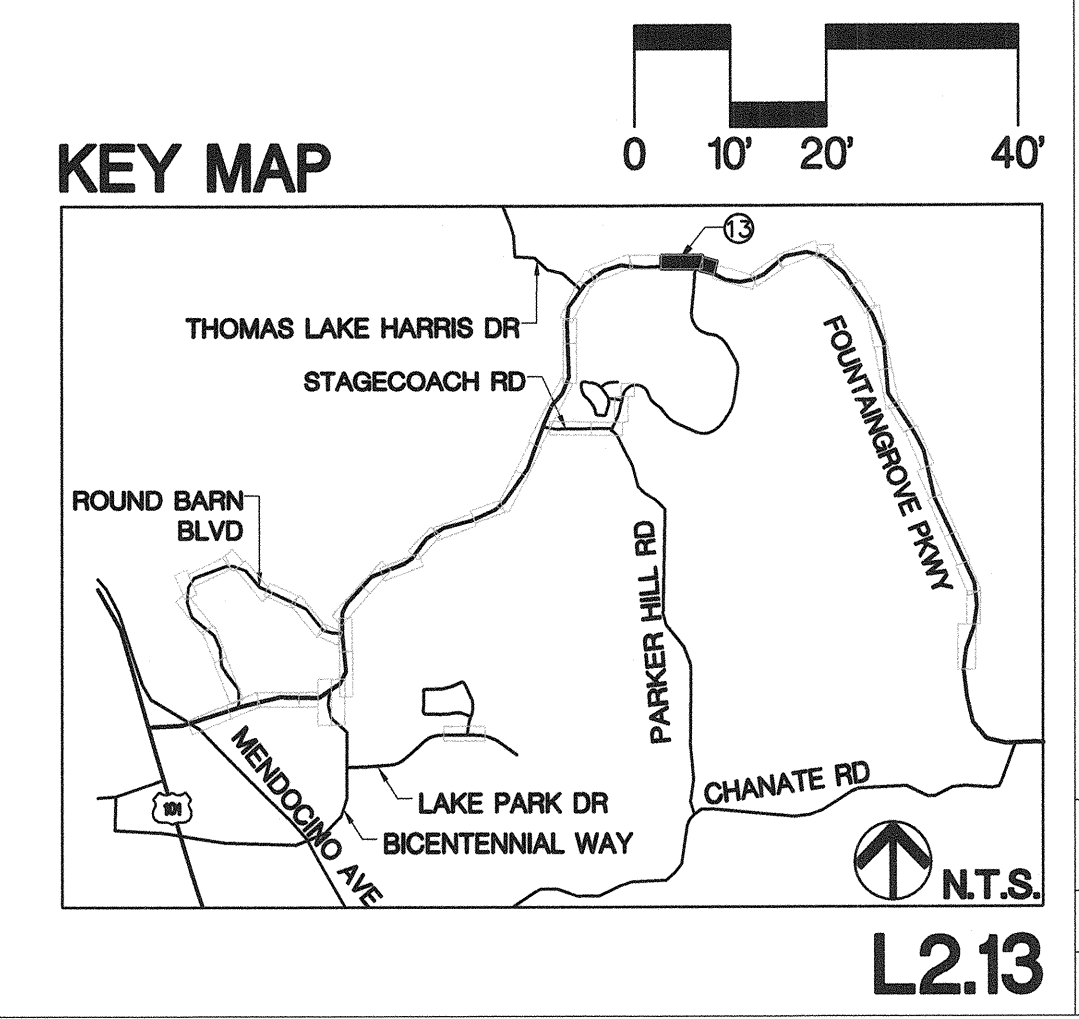 0 10' 20' 40'
KEY MAP
13
THOMAS LAKE HARRIS DR
STAGECOACH RD
FOUNTAINGROVE PKWY
ROUND BARN
BLVD
PARKER HILL RD
MENDOCINO AVE
CHANATE RD
101
LAKE PARK DR
BICENTENNIAL WAY
N.T.S.
L2.13